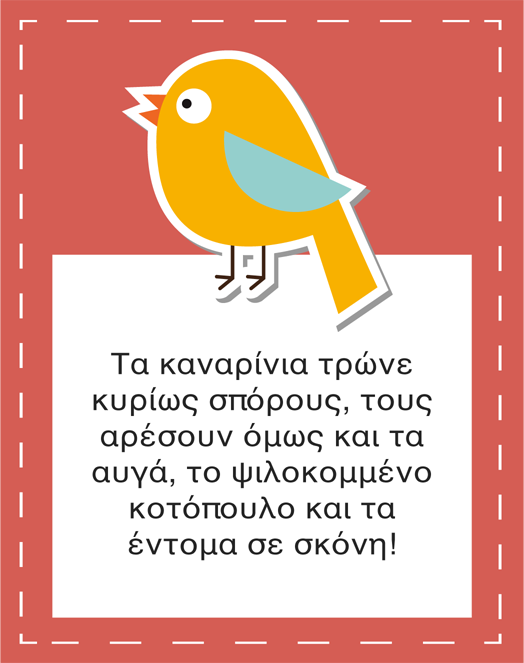 Τα καναρίνια τρώνε
κυρίως σπόρους, τους
αρέσουν όμως και τα
αυγά, το ψιλοκομμένο
κοτόπουλο και τα
έντομα σε σκόνη!